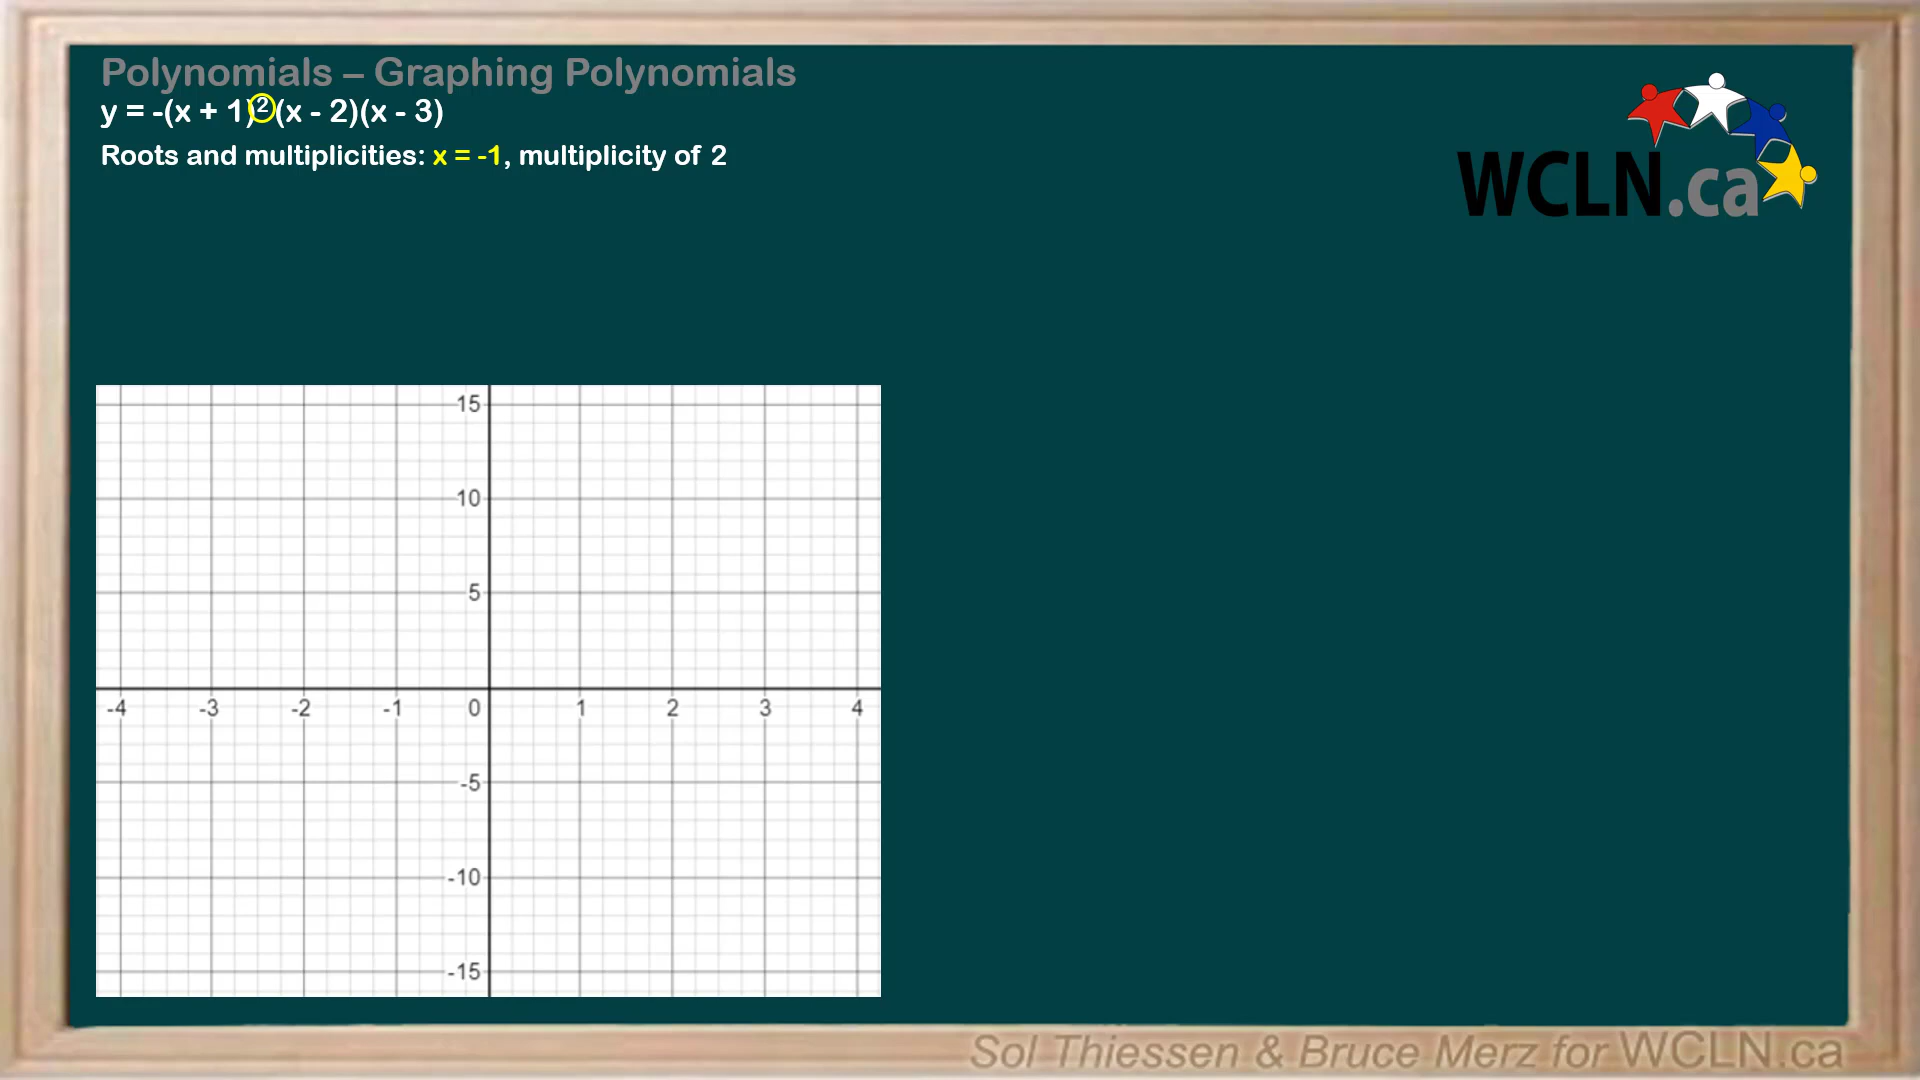 Polynomials – Graphing Polynomials
y = -(x + 1)²(x - 2)(x - 3)
Roots and multiplicities: x = -1, multiplicity of 2
WCLN.ca
15
10
5
-4 -3 -2 -1 0 1 2 3 4
-5
-10
-15
Sol Thiessen & Bruce Merz for WCLN.ca